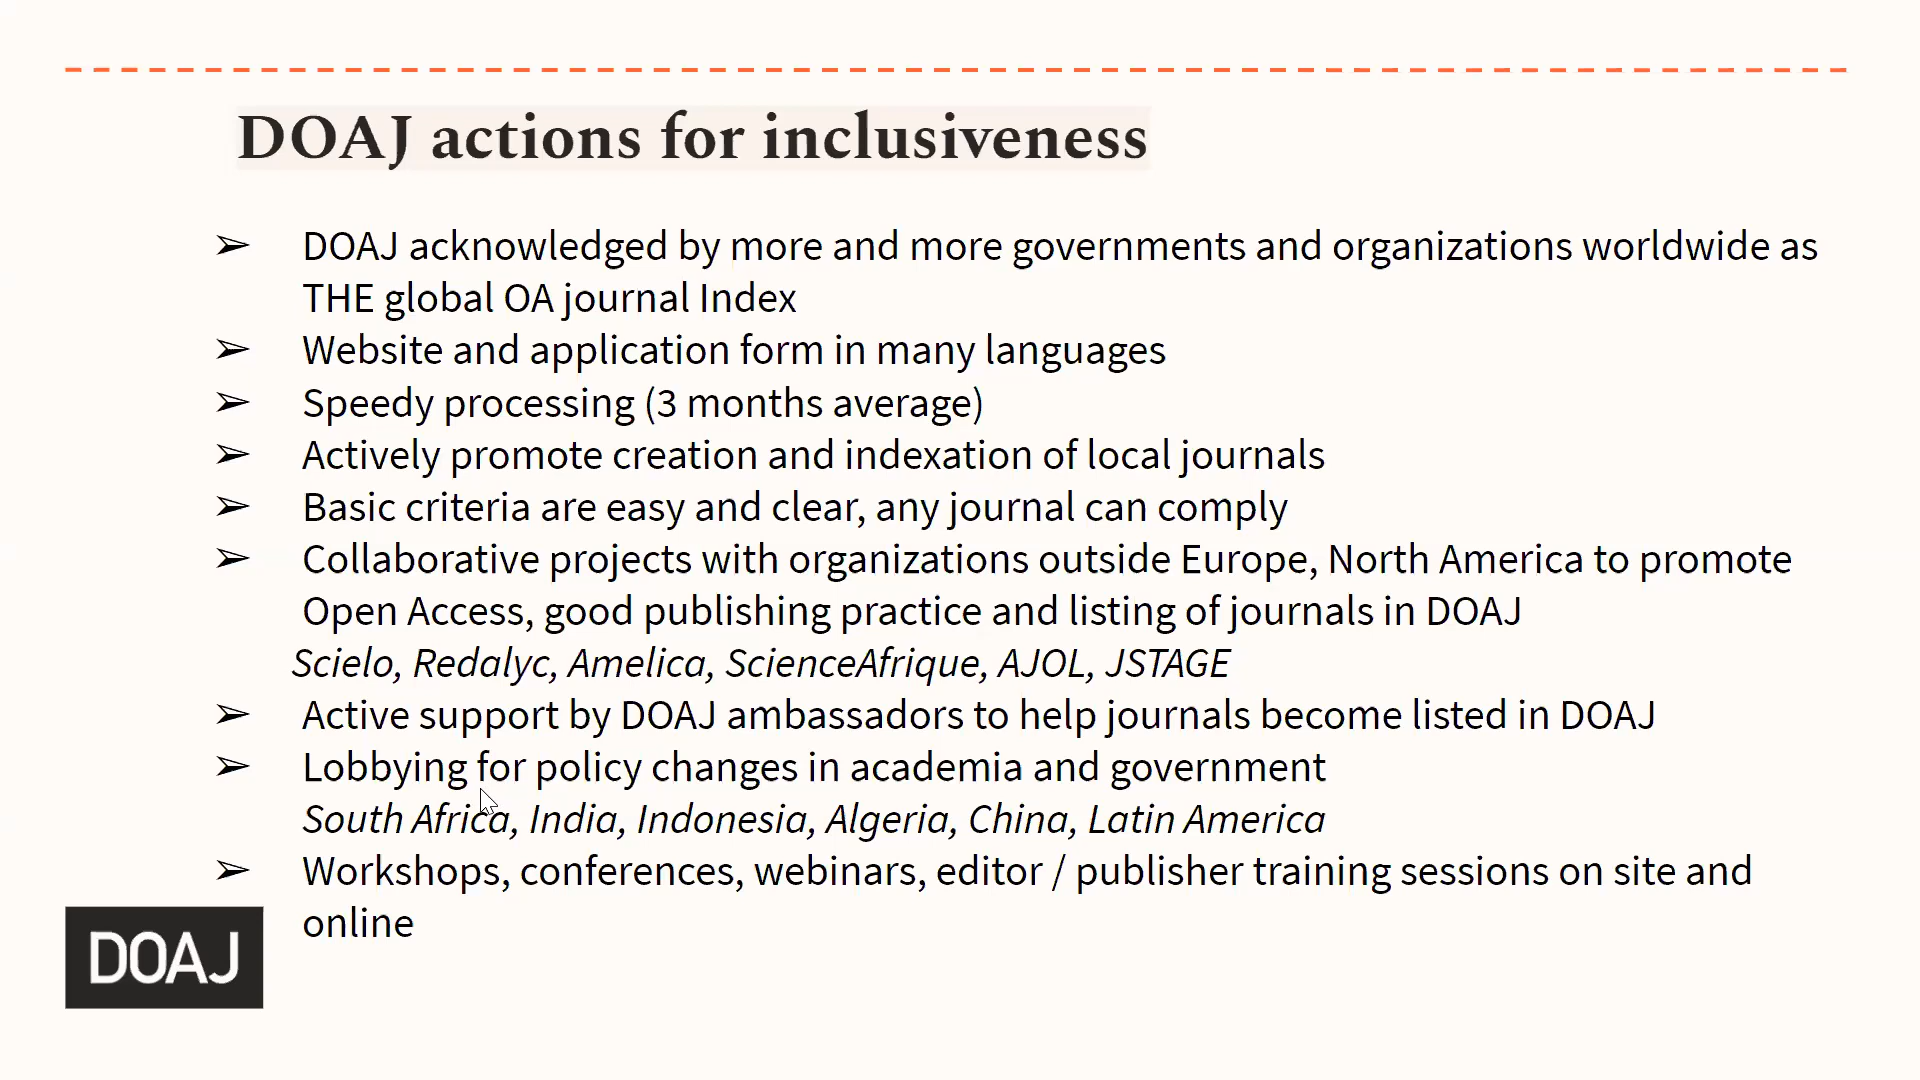 DOAJ actions for inclusiveness
➢ DOAJ acknowledged by more and more governments and organizations worldwide as
THE global OA journal Index
➢ Website and application form in many languages
➢ Speedy processing (3 months average)
➢ Actively promote creation and indexation of local journals
➢ Basic criteria are easy and clear, any journal can comply
➢ Collaborative projects with organizations outside Europe, North America to promote
Open Access, good publishing practice and listing of journals in DOAJ
Scielo, Redalyc, Amelica, ScienceAfrique, AJOL, JSTAGE
➢ Active support by DOAJ ambassadors to help journals become listed in DOAJ
➢ Lobbying for policy changes in academia and government
South Africa, India, Indonesia, Algeria, China, Latin America
➢ Workshops, conferences, webinars, editor / publisher training sessions on site and
online
DOAJ